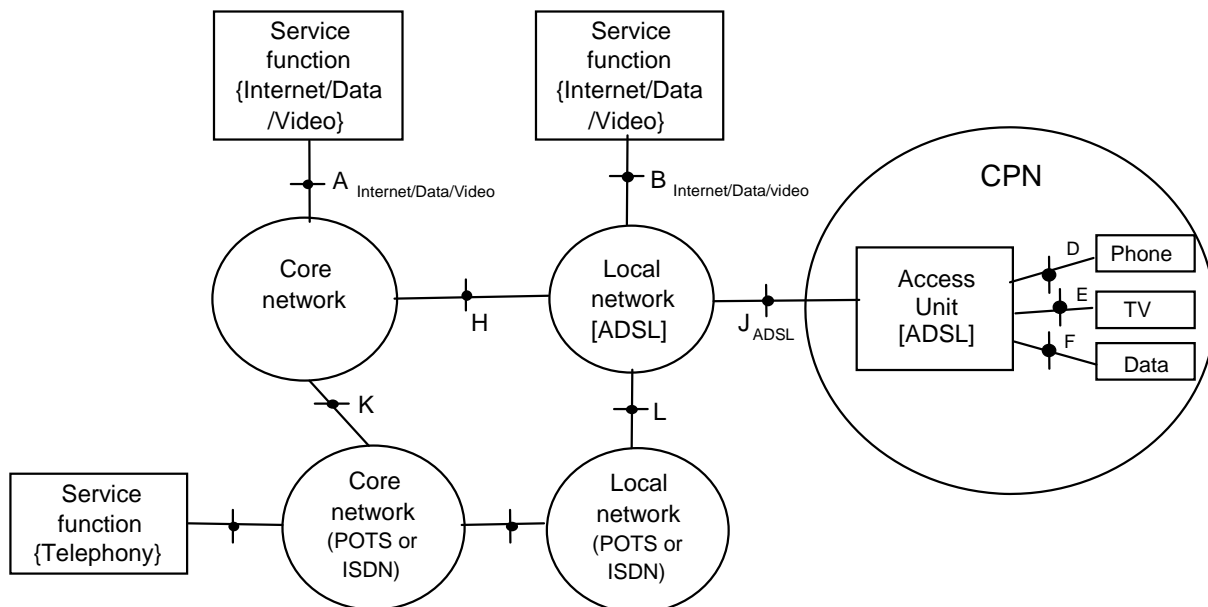 Service
function
{Internet/Data
/Video}
Service
function
{Internet/Data
/Video}
A Internet/Data/Video
B Internet/Data/video
CPN
Core
network
H
Local
network
[ADSL]
J ADSL
Access
Unit
[ADSL]
D
Phone
E
TV
F
Data
K
L
Service
function
{Telephony}
Core
network
(POTS or
ISDN)
Local
network
(POTS or
ISDN)